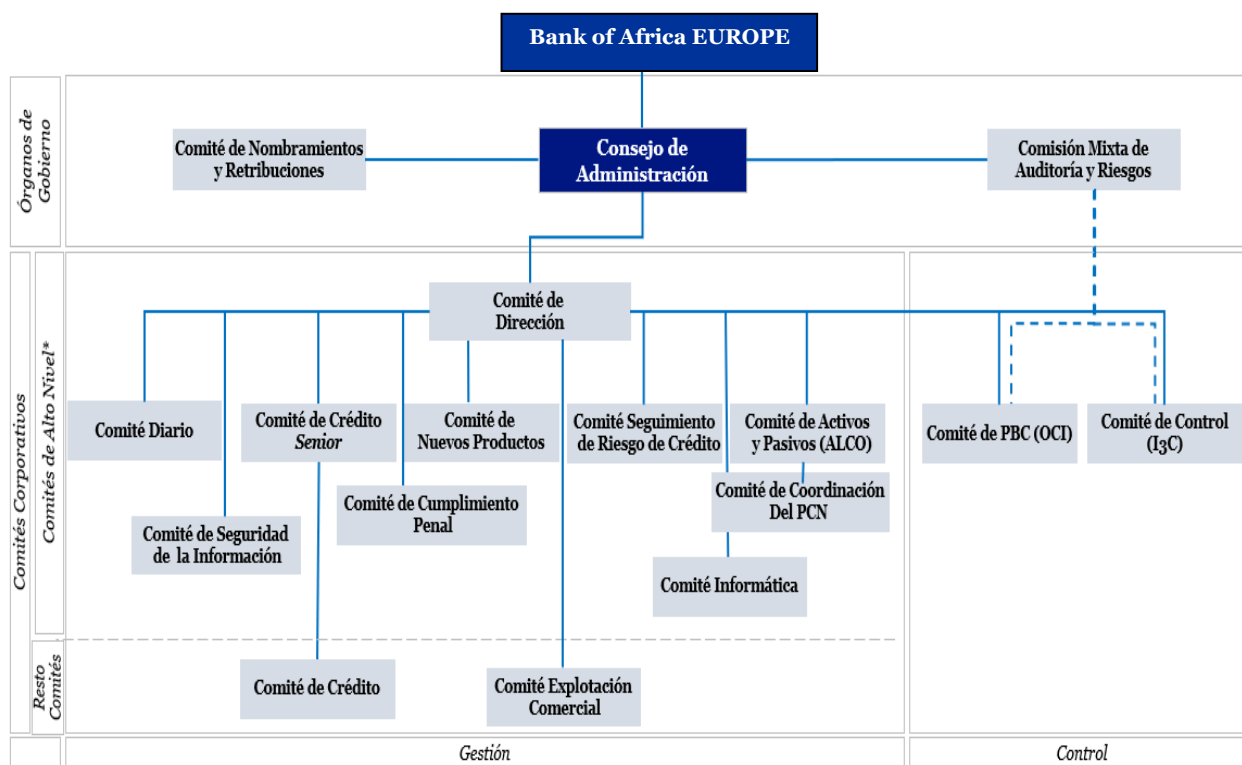 Bank of Africa EUROPE
Órganos de
Gobierno
Comité de Nombramientos
y Retribuciones
Consejo de
Administración
Comisión Mixta de
Auditoría y Riesgos
Comités Corporativos
Comités de Alto Nivel*
Comité de
Dirección
Comité Diario
Comité de Crédito
Senior
Comité de
Nuevos Productos
Comité Seguimiento
de Riesgo de Crédito
Comité de Activos
y Pasivos (ALCO)
Comité de PBC (OCI)
Comité de Control
(I3C)
Comité de Seguridad
de la Información
Comité de Cumplimiento
Penal
Comité de Coordinación
Del PCN
Comité Informática
Resto
Comités
Comité de Crédito
Comité Explotación
Comercial
Gestión
Control